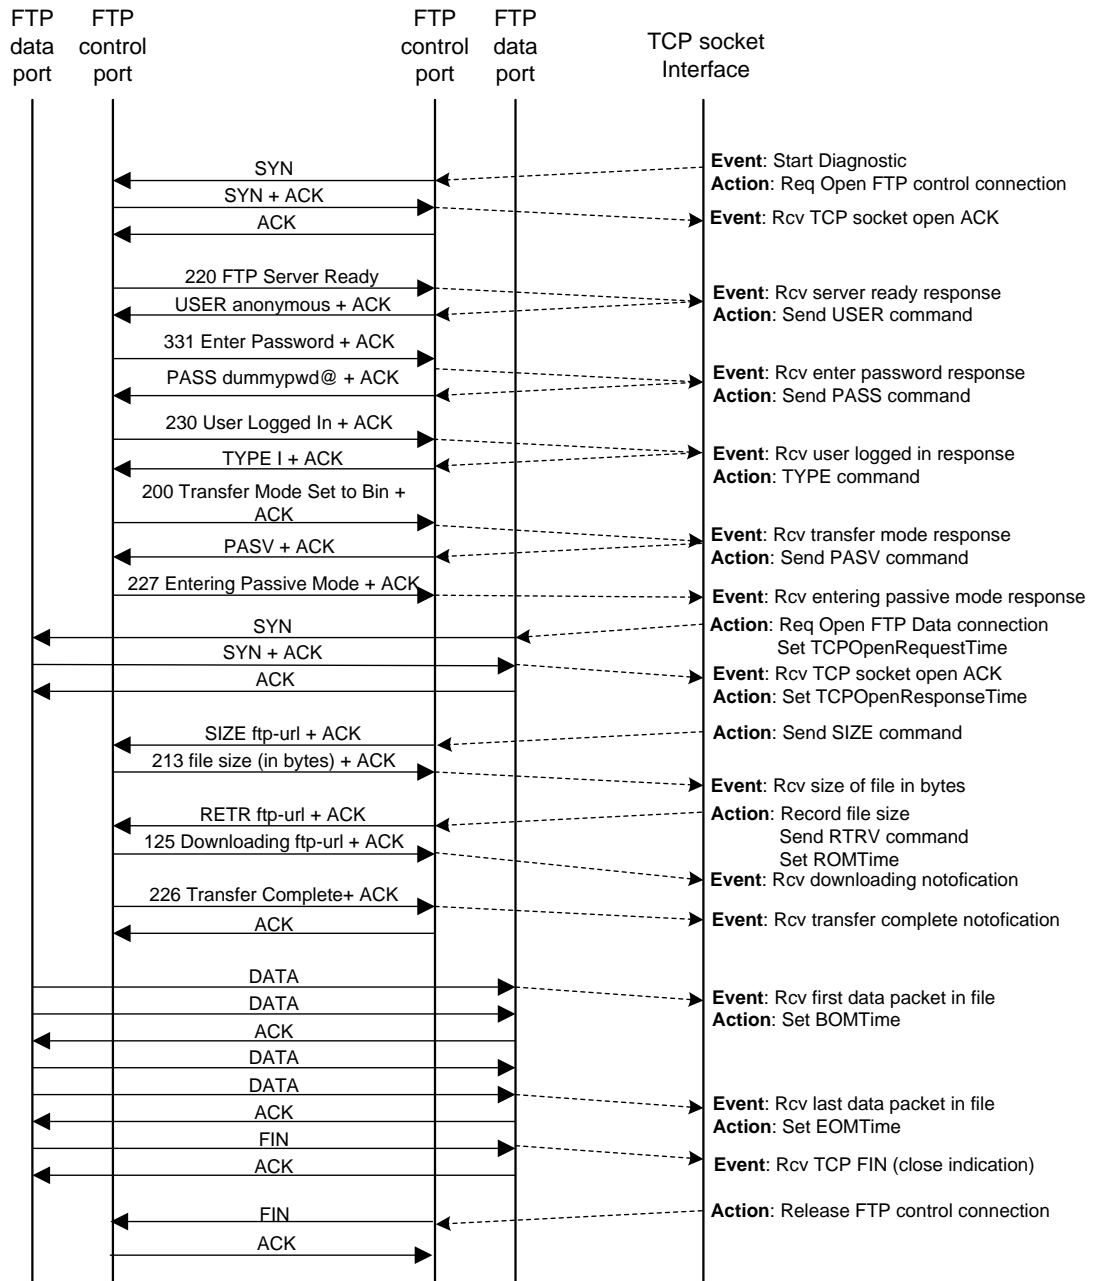 FTP data port
FTP control port
FTP control port
FTP data port
TCP socket Interface
SYN
Event: Start Diagnostic
Action: Req Open FTP control connection
SYN + ACK
Event: Rcv TCP socket open ACK
ACK
220 FTP Server Ready
Event: Rcv server ready response
USER anonymous + ACK
Action: Send USER command
331 Enter Password + ACK
Event: Rcv enter password response
PASS dummypwd@ + ACK
Action: Send PASS command
230 User Logged In + ACK
Event: Rcv user logged in response
TYPE I + ACK
Action: TYPE command
200 Transfer Mode Set to Bin +
ACK
Event: Rcv transfer mode response
PASV + ACK
Action: Send PASV command
227 Entering Passive Mode + ACK
Event: Rcv entering passive mode response
SYN
Action: Req Open FTP Data connection
Set TCPOpenRequestTime
SYN + ACK
Event: Rcv TCP socket open ACK
ACK
Action: Set TCPOpenResponseTime
SIZE ftp-url + ACK
Action: Send SIZE command
213 file size (in bytes) + ACK
Event: Rcv size of file in bytes
RETR ftp-url + ACK
Action: Record file size
Send RTRV command
Set ROMTime
125 Downloading ftp-url + ACK
Event: Rcv downloading notofication
226 Transfer Complete+ ACK
Event: Rcv transfer complete notofication
ACK
DATA
Event: Rcv first data packet in file
DATA
Action: Set BOMTime
ACK
DATA
DATA
Event: Rcv last data packet in file
ACK
Action: Set EOMTime
FIN
Event: Rcv TCP FIN (close indication)
ACK
FIN
Action: Release FTP control connection
ACK